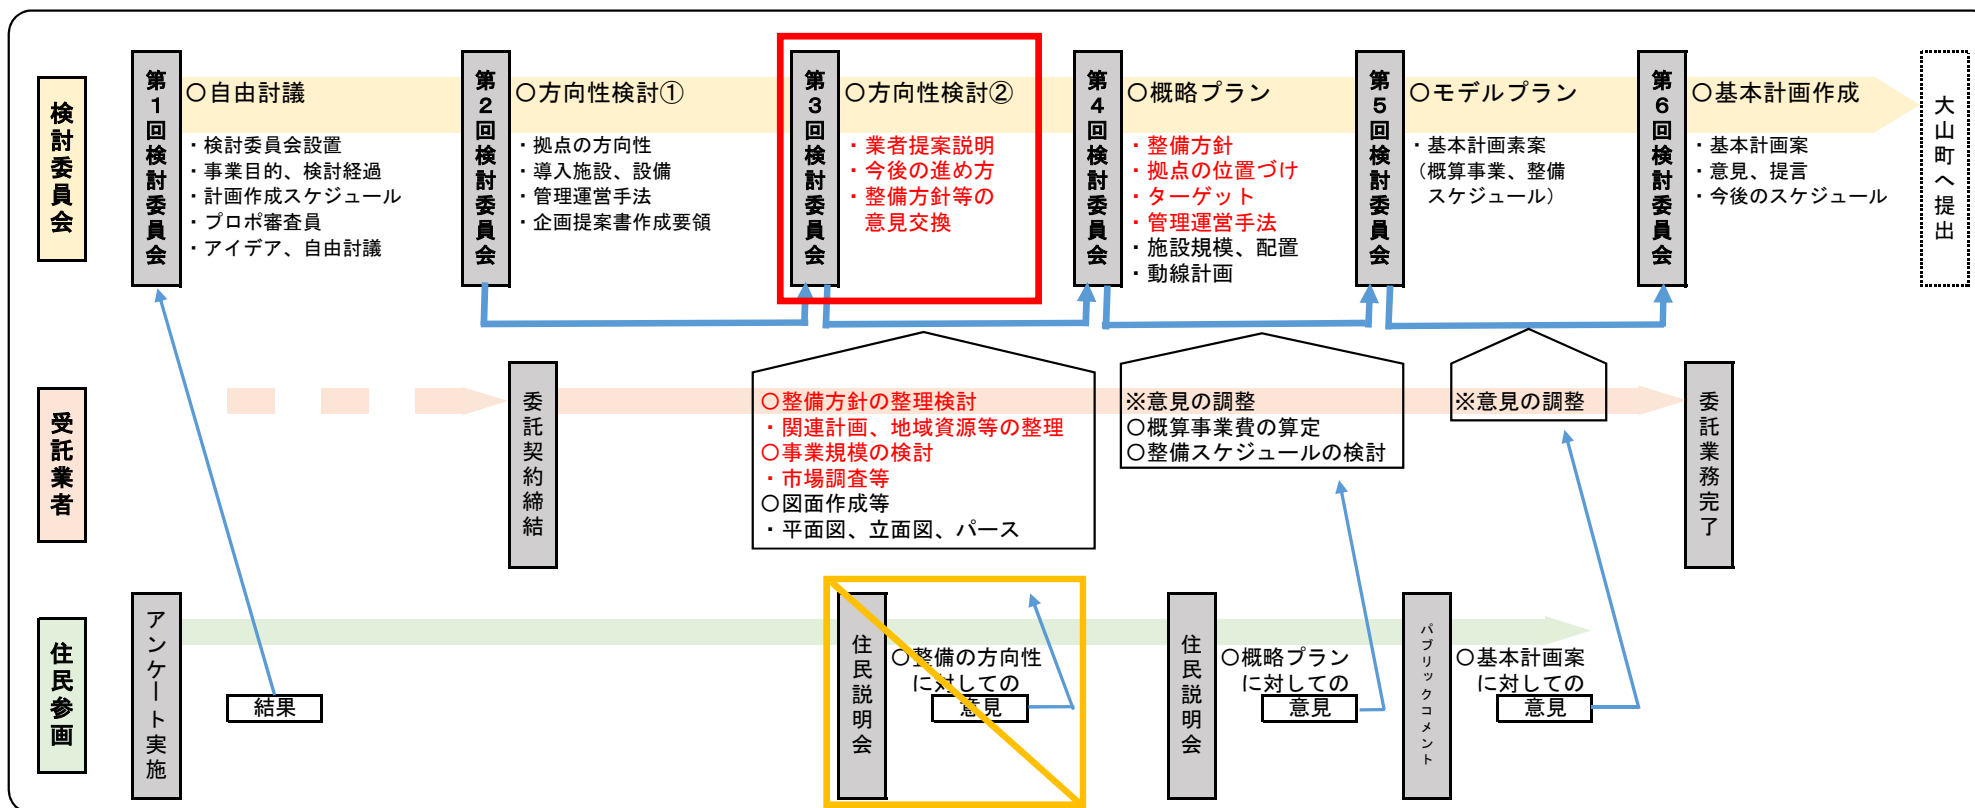 検討委員会
第1回検討委員会
○自由討議
・検討委員会設置
・事業目的、検討経過
・計画作成スケジュール
・プロポ審査員
・アイデア、自由討議
第2回検討委員会
○方向性検討①
・拠点の方向性
・導入施設、設備
・管理運営手法
・企画提案書作成要領
第3回検討委員会
○方向性検討②
・業者提案説明
・今後の進め方
・整備方針等の
意見交換
第4回検討委員会
○概略プラン
・整備方針
・拠点の位置づけ
・ターゲット
・管理運営手法
・施設規模、配置
・動線計画
第5回検討委員会
○モデルプラン
・基本計画素案
（概算事業、整備
スケジュール）
第6回検討委員会
○基本計画作成
・基本計画案
・意見、提言
・今後のスケジュール
大山町へ提出
受託業者
委託契約締結
○整備方針の整理検討
・関連計画、地域資源等の整理
○事業規模の検討
・市場調査等
○図面作成等
・平面図、立面図、パース
※意見の調整
○概算事業費の算定
○整備スケジュールの検討
※意見の調整
委託業務完了
住民参画
アンケート実施
結果
住民説明会
○整備の方向性
に対しての
意見
住民説明会
○概略プラン
に対しての
意見
パブリックコメント
○基本計画案
に対しての
意見